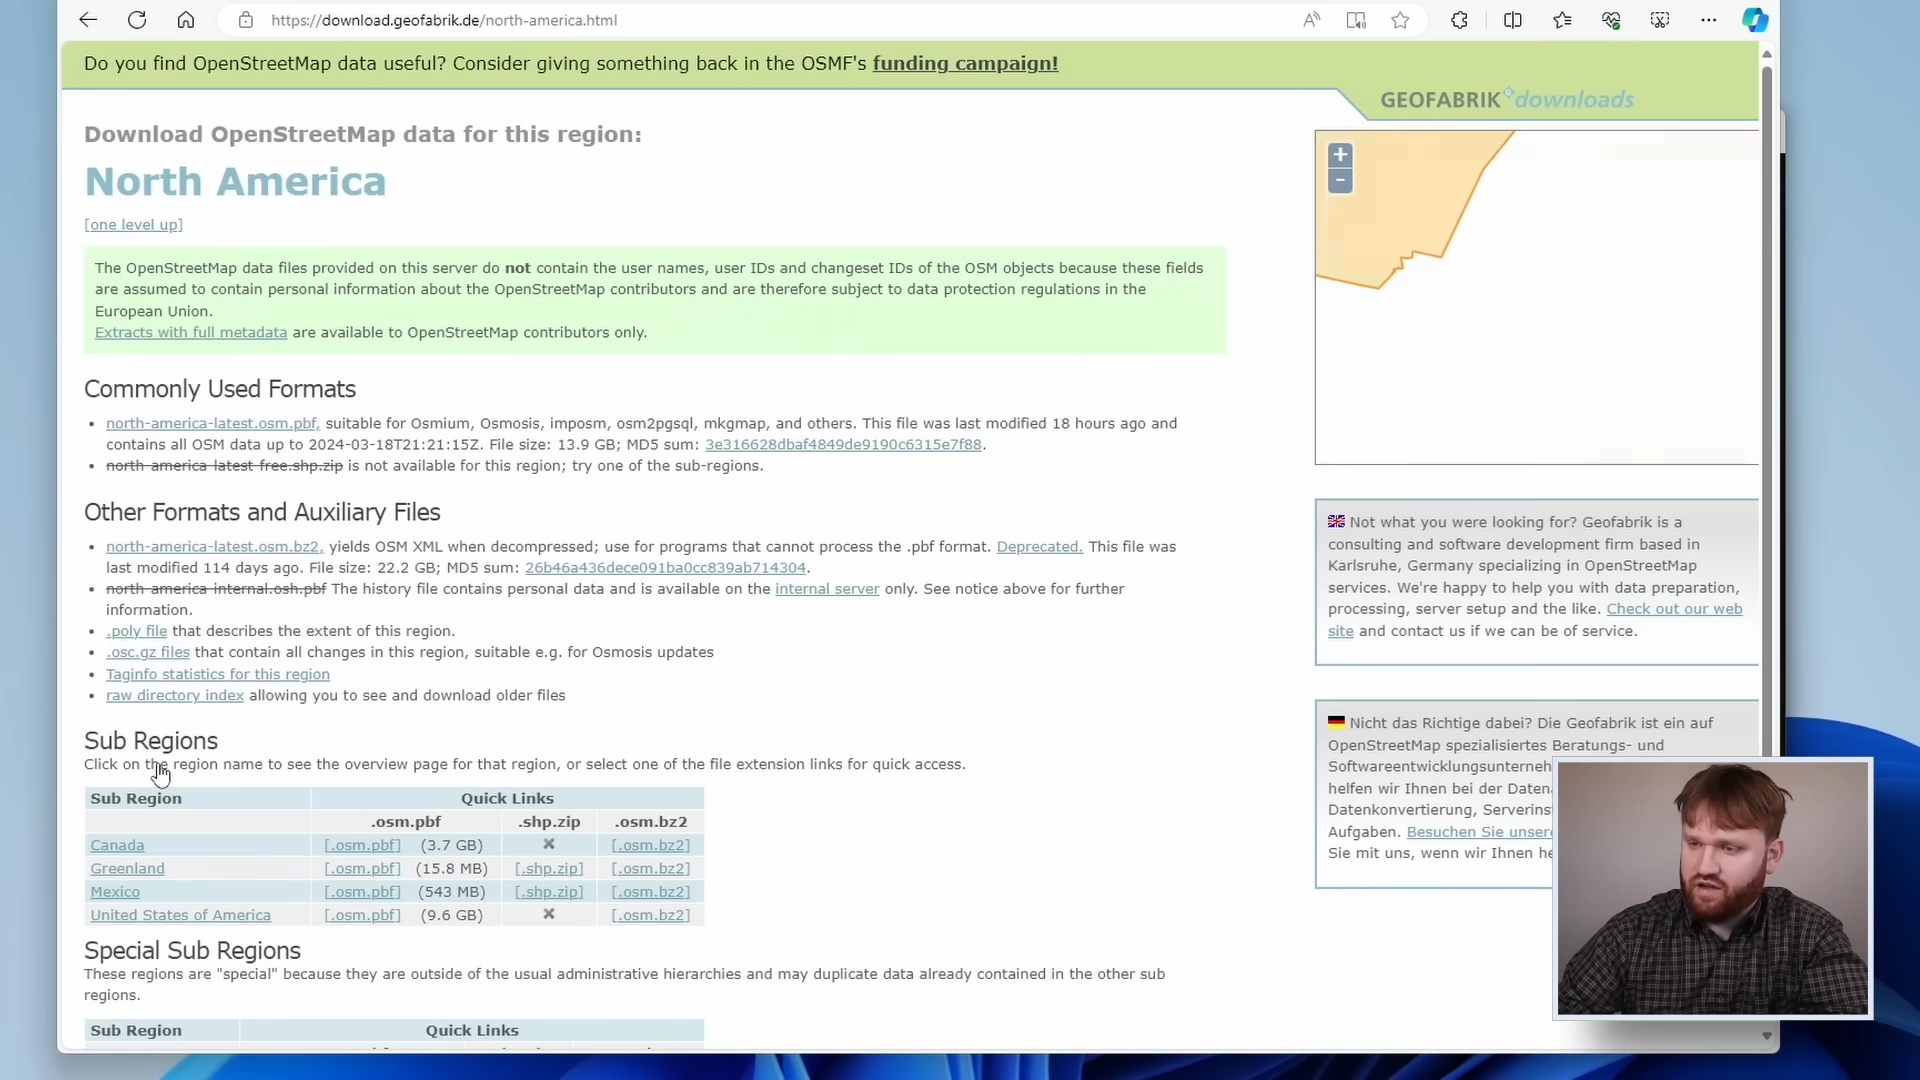 https://download.geofabrik.de/north-america.html
Do you find OpenStreetMap data useful? Consider giving something back in the OSMF's funding campaign!
GEOFABRIK downloads
Download OpenStreetMap data for this region:
North America
[one level up]
The OpenStreetMap data files provided on this server do not contain the user names, user IDs and changeset IDs of the OSM objects because these fields
are assumed to contain personal information about the OpenStreetMap contributors and are therefore subject to data protection regulations in the
European Union.
Extracts with full metadata are available to OpenStreetMap contributors only.
Commonly Used Formats
• north-america-latest.osm.pbf, suitable for Osmium, Osmosis, imposm, osm2pgsql, mkgmap, and others. This file was last modified 18 hours ago and
contains all OSM data up to 2024-03-18T21:21:15Z. File size: 13.9 GB; MD5 sum: 3e316628dbaf4849de9190c6315e7f88.
• north-america-latest-free.shp.zip is not available for this region; try one of the sub-regions.
Other Formats and Auxiliary Files
• north-america-latest.osm.bz2, yields OSM XML when decompressed; use for programs that cannot process the .pbf format. Deprecated. This file was
last modified 114 days ago. File size: 22.2 GB; MD5 sum: 26b46a436dece091ba0cc839ab714304.
• north-america-internal.osh.pbf The history file contains personal data and is available on the internal server only. See notice above for further
information.
• .poly file that describes the extent of this region.
• .osc.gz files that contain all changes in this region, suitable e.g. for Osmosis updates
• Taginfo statistics for this region
• raw directory index allowing you to see and download older files
Sub Regions
Click on the region name to see the overview page for that region, or select one of the file extension links for quick access.
Sub Region Quick Links
.osm.pbf .shp.zip .osm.bz2
Canada [.osm.pbf] (3.7 GB) ✖ [.osm.bz2]
Greenland [.osm.pbf] (15.8 MB) [.shp.zip] [.osm.bz2]
Mexico [.osm.pbf] (543 MB) [.shp.zip] [.osm.bz2]
United States of America [.osm.pbf] (9.6 GB) ✖ [.osm.bz2]
Special Sub Regions
These regions are "special" because they are outside of the usual administrative hierarchies and may duplicate data already contained in the other sub
regions.
Sub Region Quick Links
+
-
Not what you were looking for? Geofabrik is a
consulting and software development firm based in
Karlsruhe, Germany specializing in OpenStreetMap
services. We're happy to help you with data preparation,
processing, server setup and the like. Check out our web
site and contact us if we can be of service.
Nicht das Richtige dabei? Die Geofabrik ist ein auf
OpenStreetMap spezialisiertes Beratungs- und
Softwareentwicklungsunterneh
helfen wir Ihnen bei der Daten
Datenkonvertierung, Serverins
Aufgaben. Besuchen Sie unser
Sie mit uns, wenn wir Ihnen he